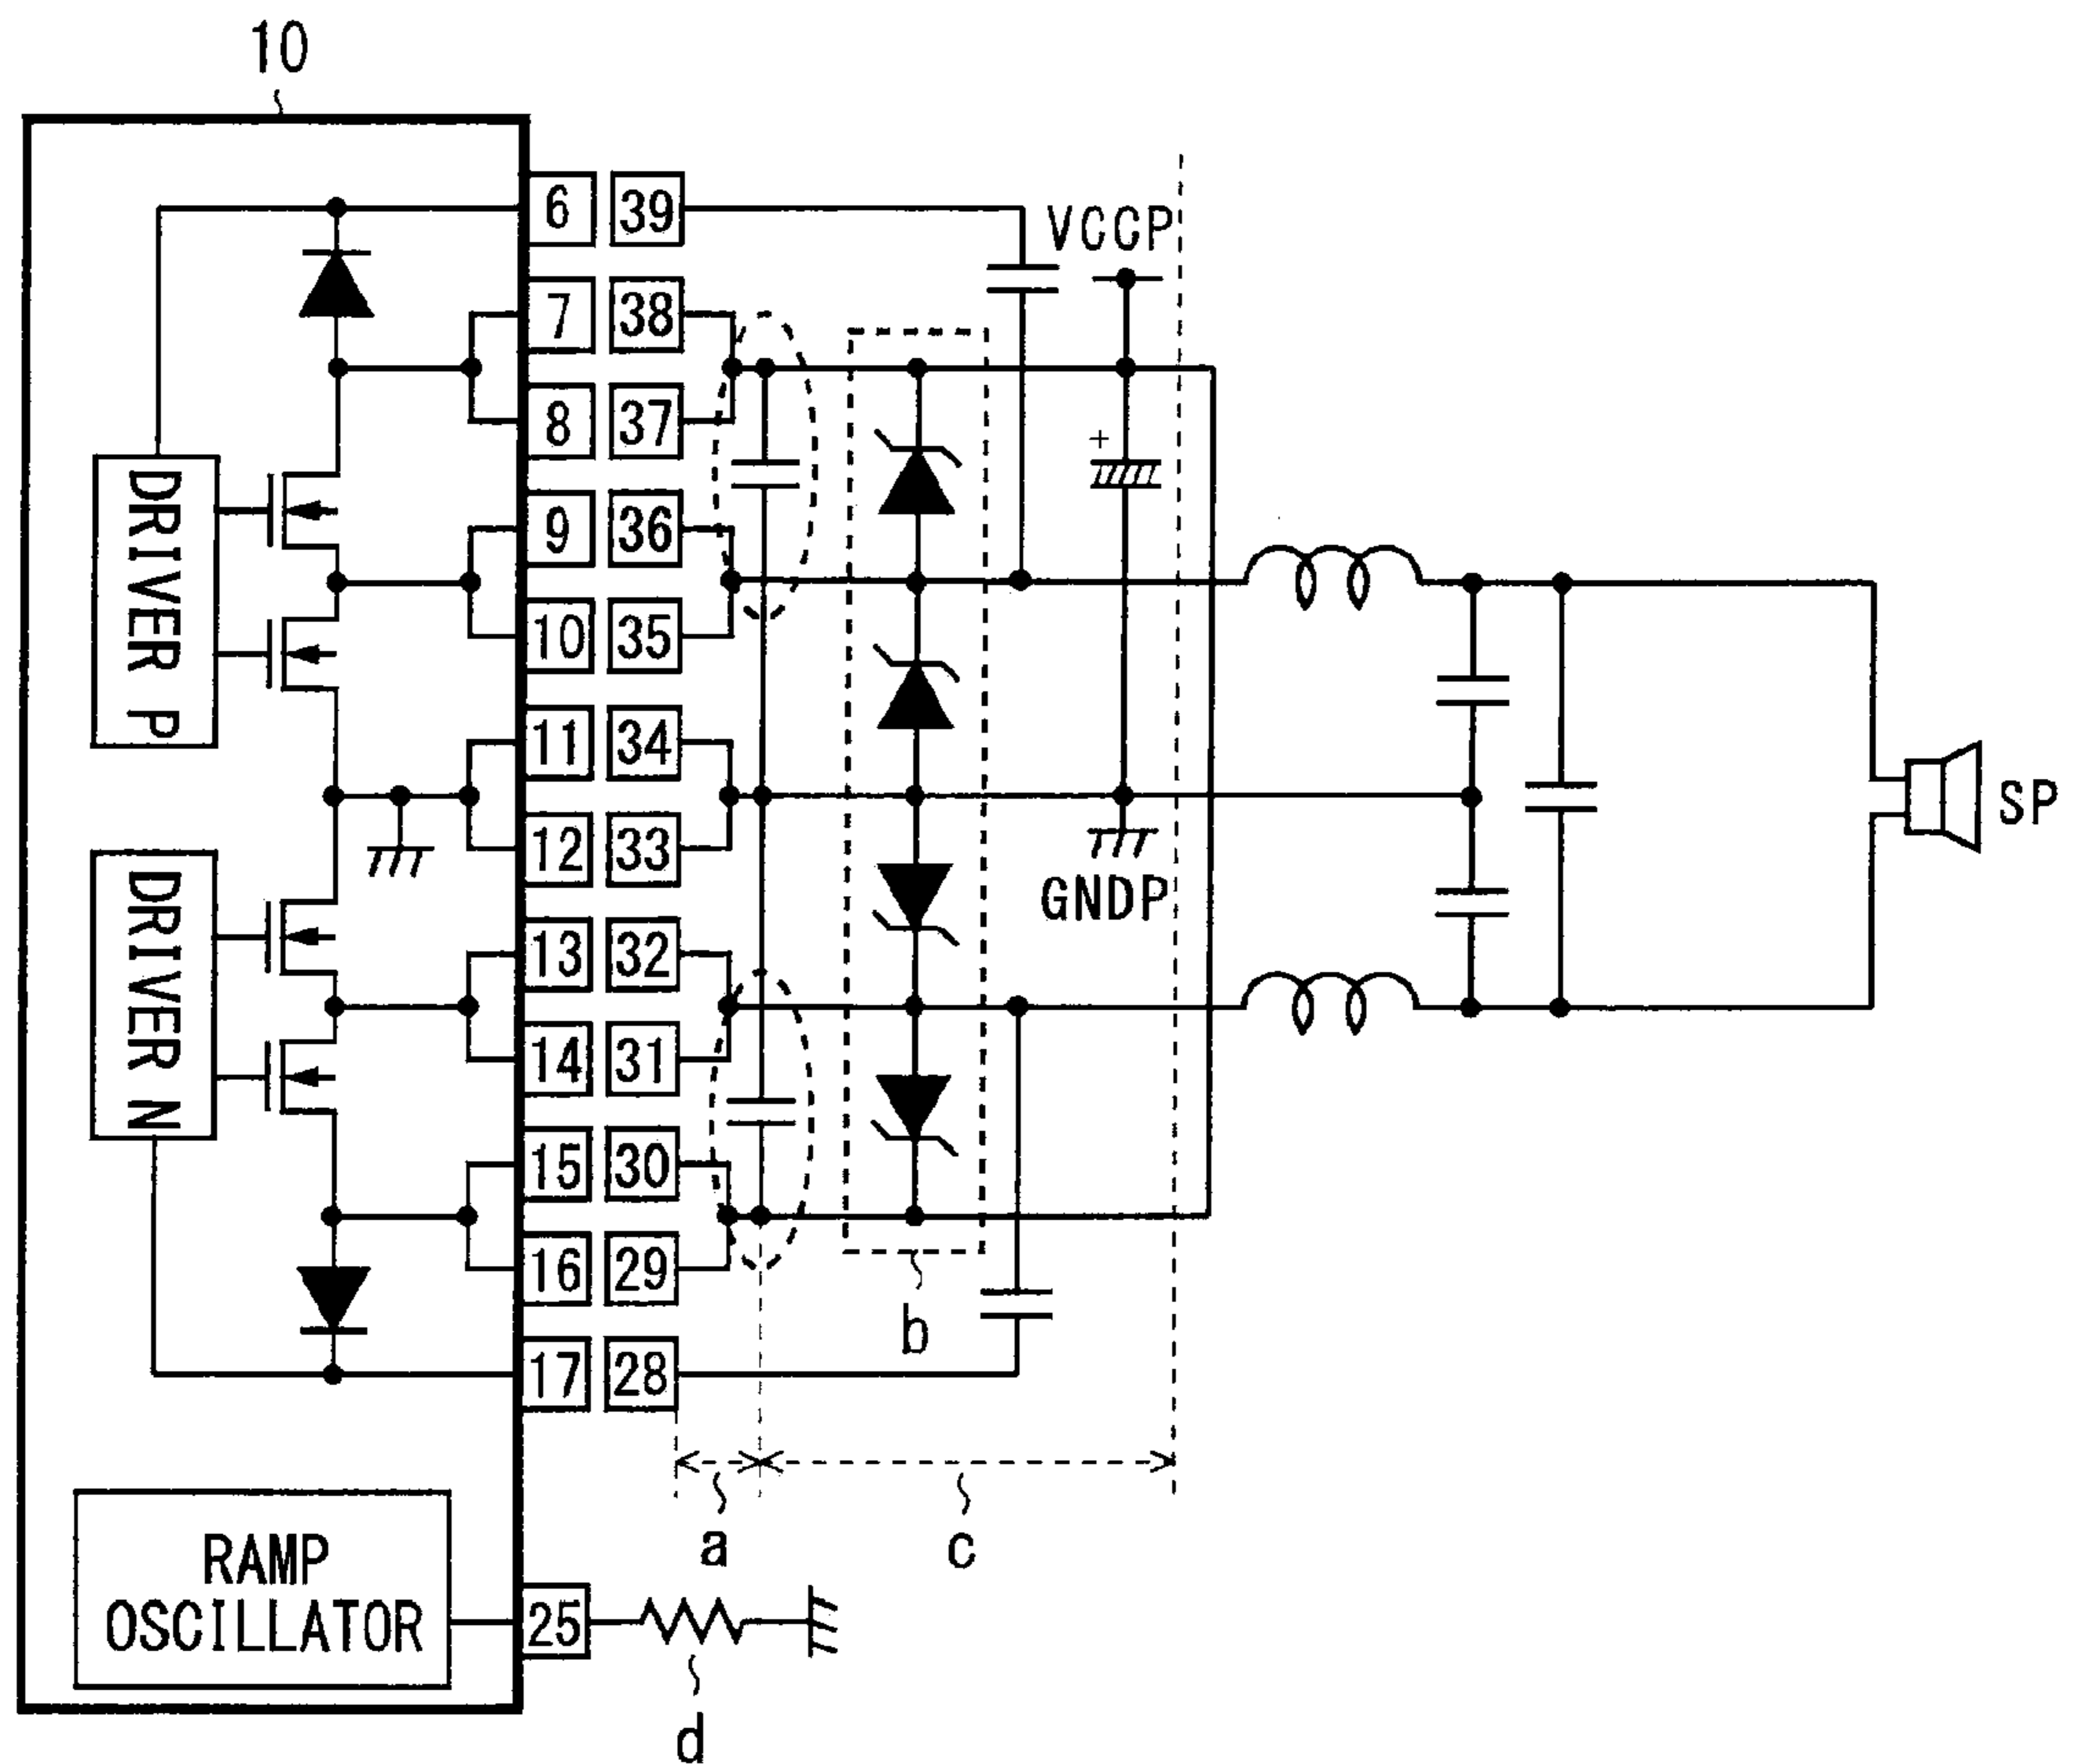 10
6 39
VCCP
7 38
8 37
+
DRIVER P
9 36
10 35
11 34
SP
12 33
GNDP
DRIVER N
13 32
14 31
15 30
16 29
b
17 28
a
c
RAMP
OSCILLATOR
25
d